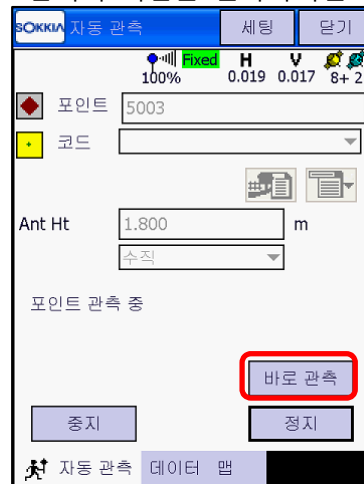 SOKKIA 자동 관측 세팅 닫기
Fixed H V
100% 0.019 0.017 8+ 2
포인트 5003
코드
Ant Ht 1.800 m
수직
포인트 관측 중
바로 관측
중지 정지
자동 관측 데이터 맵